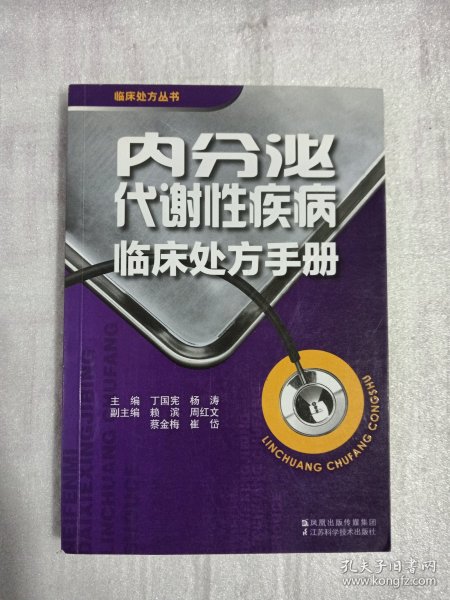 临床处方丛书
内分泌
代谢性疾病
临床处方手册
主编 丁国宪 杨涛
副主编 赖滨 周红文
蔡金梅 崔岱
LINCHUANG CHUFANG CONGSHU
凤凰出版传媒集团
江苏科学技术出版社
孔夫子旧书网
www.kongfz.com